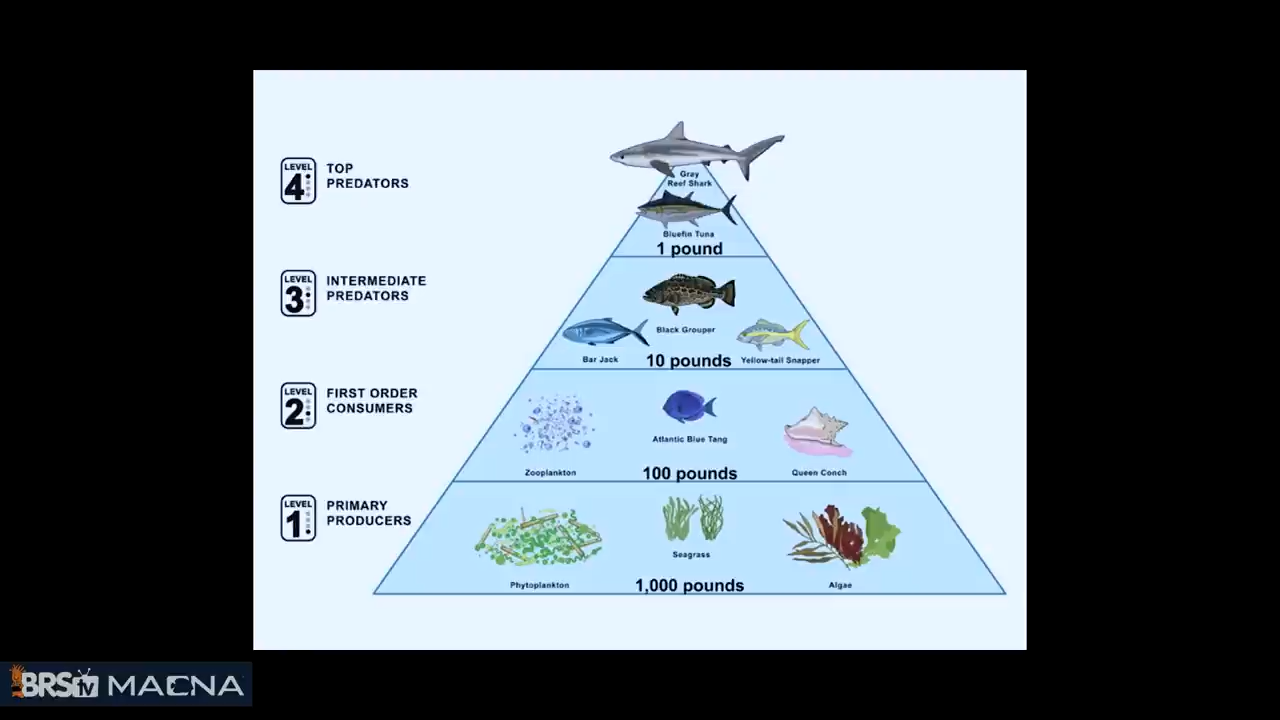 LEVEL
4
TOP
PREDATORS
Gray
Reef Shark
Bluefin Tuna
1 pound
LEVEL
3
INTERMEDIATE
PREDATORS
Black Grouper
Bar Jack
10 pounds
Yellow-tail Snapper
LEVEL
2
FIRST ORDER
CONSUMERS
Atlantic Blue Tang
Zooplankton
100 pounds
Queen Conch
LEVEL
1
PRIMARY
PRODUCERS
Seagrass
Phytoplankton
1,000 pounds
Algae
BRStv MACNA